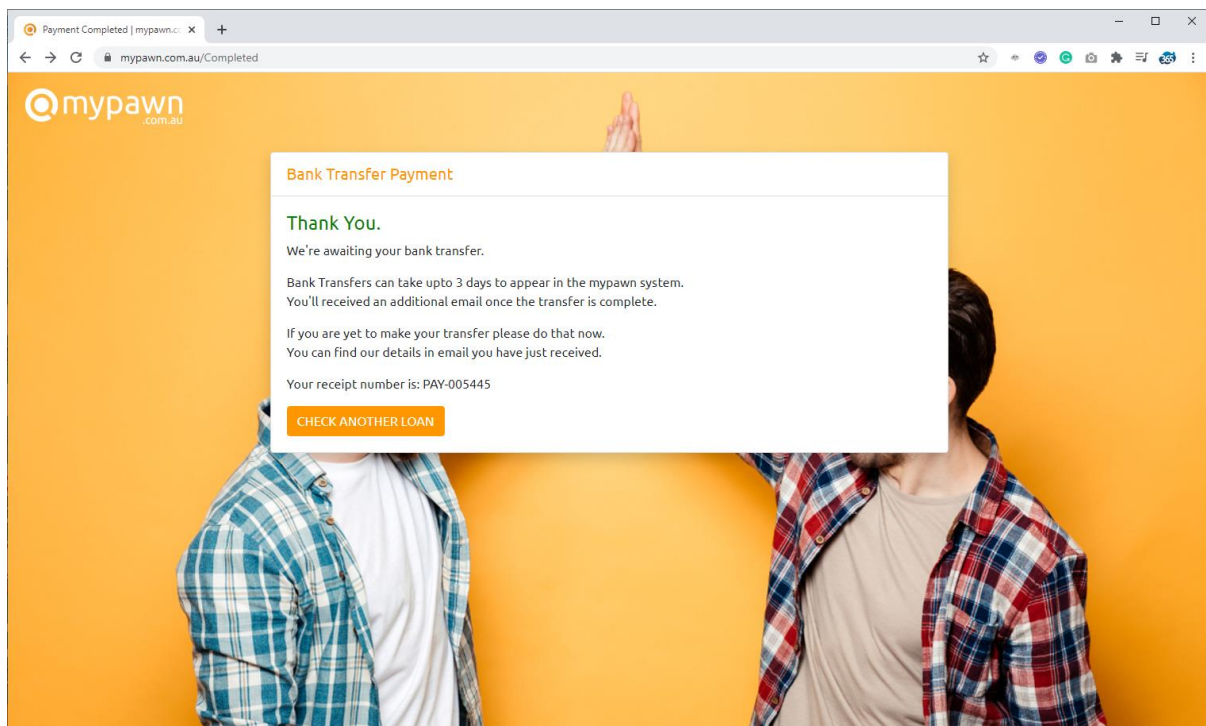 Payment Completed | mypawn.c
mypawn.com.au/Completed
365
mypawn
.com.au
Bank Transfer Payment
Thank You.
We're awaiting your bank transfer.
Bank Transfers can take upto 3 days to appear in the mypawn system.
You'll received an additional email once the transfer is complete.
If you are yet to make your transfer please do that now.
You can find our details in email you have just received.
Your receipt number is: PAY-005445
CHECK ANOTHER LOAN